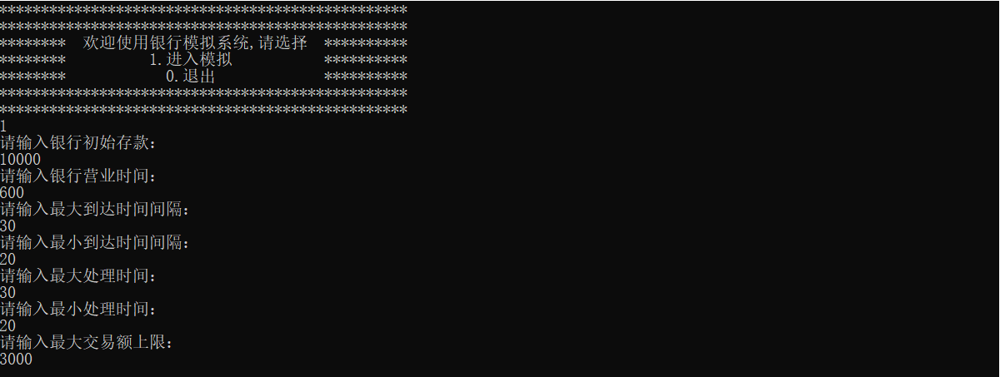 *************************************************
*************************************************
********  欢迎使用银行模拟系统,请选择  **********
********          1.进入模拟           **********
********            0.退出             **********
*************************************************
*************************************************
1
请输入银行初始存款:
10000
请输入银行营业时间:
600
请输入最大到达时间间隔:
30
请输入最小到达时间间隔:
20
请输入最大处理时间:
30
请输入最小处理时间:
20
请输入最大交易额上限:
3000